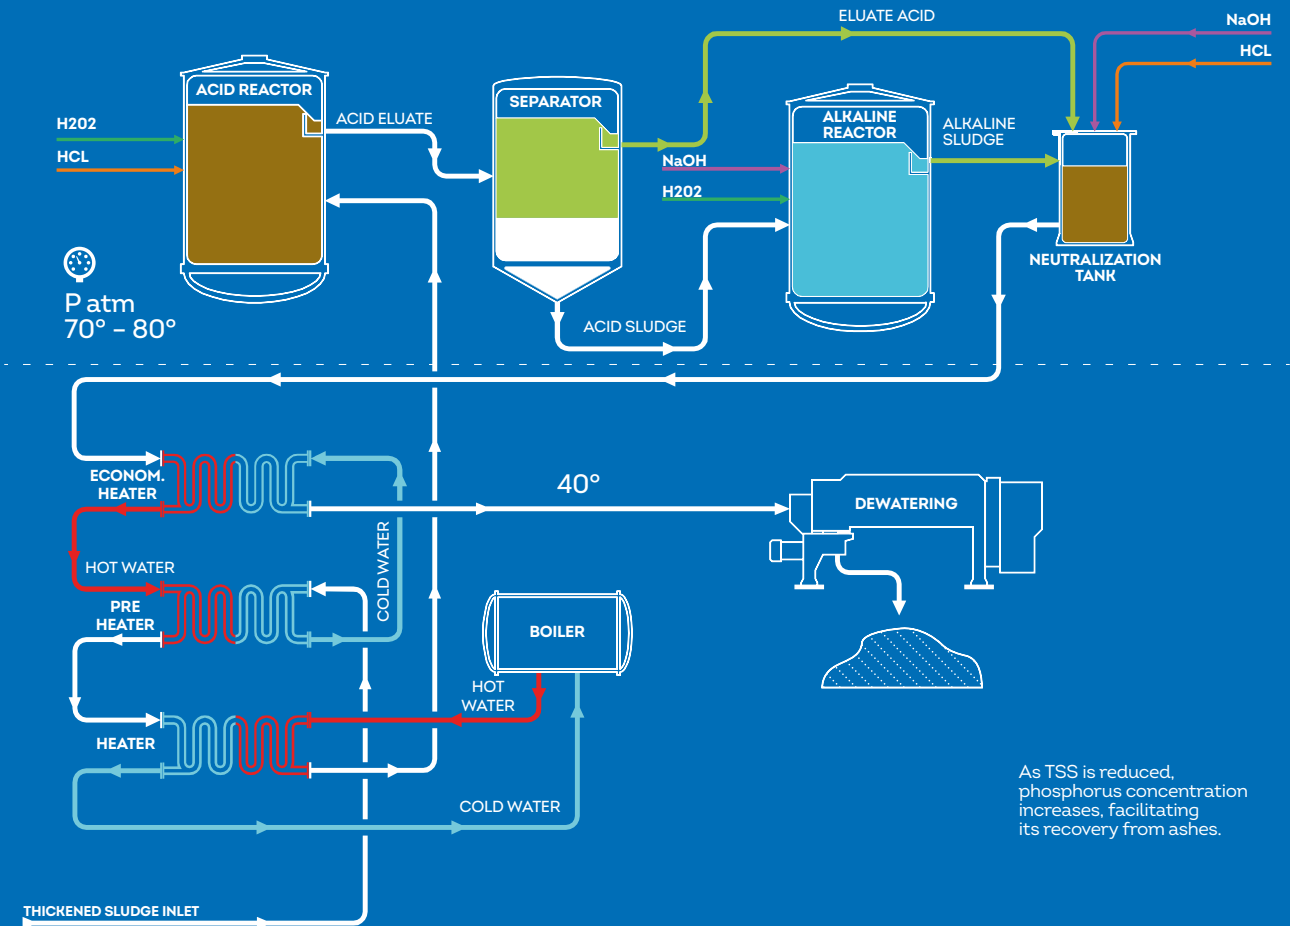 ELUATE ACID
NaOH
HCL
ACID REACTOR
SEPARATOR
ALKALINE
REACTOR
ACID ELUATE
ALKALINE
SLUDGE
H202
HCL
NaOH
H202
NEUTRALIZATION
TANK
P atm
70° – 80°
ACID SLUDGE
ECONOM.
HEATER
40°
DEWATERING
HOT WATER
COLD WATER
PRE
HEATER
BOILER
HOT
WATER
HEATER
COLD WATER
As TSS is reduced,
phosphorus concentration
increases, facilitating
its recovery from ashes.
THICKENED SLUDGE INLET